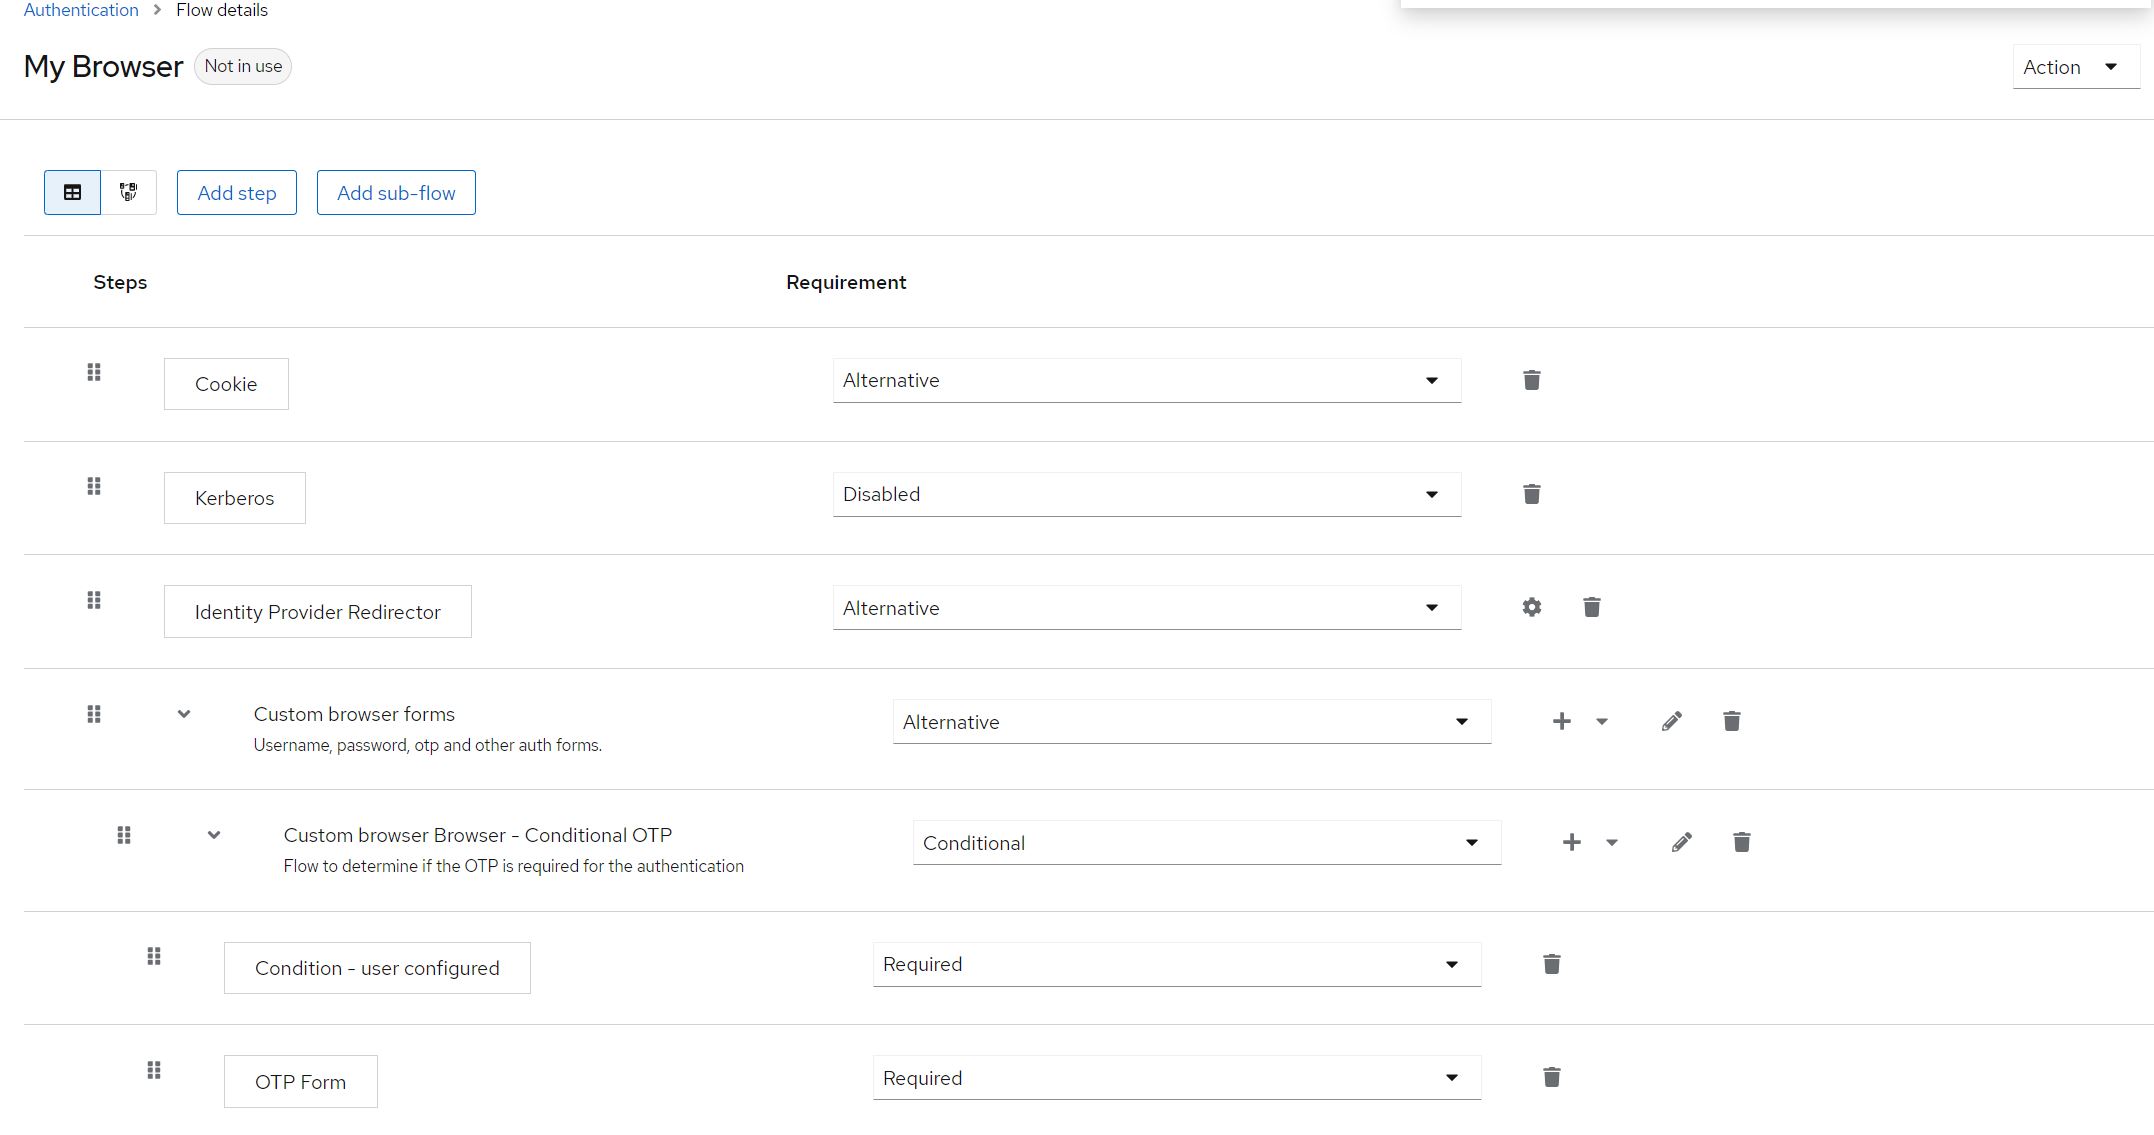 Authentication > Flow details
My Browser Not in use Action
Add step Add sub-flow
Steps Requirement
Cookie Alternative
Kerberos Disabled
Identity Provider Redirector Alternative
Custom browser forms Alternative
Username, password, otp and other auth forms.
Custom browser Browser - Conditional OTP Conditional
Flow to determine if the OTP is required for the authentication
Condition - user configured Required
OTP Form Required